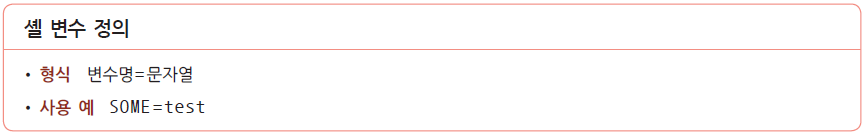 셸 변수 정의
• 형식 변수명=문자열
• 사용 예 SOME=test